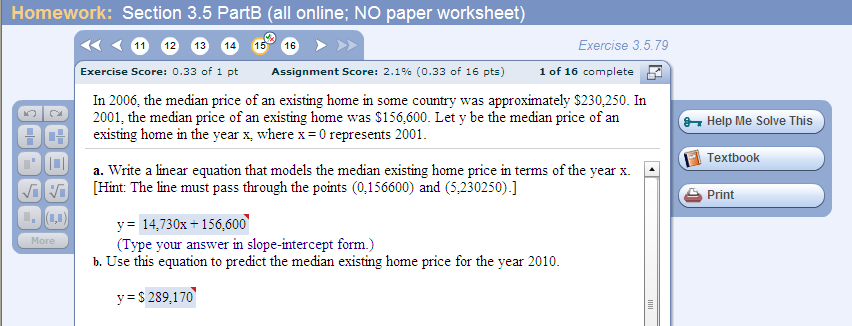 Homework: Section 3.5 PartB (all online; NO paper worksheet)
11 12 13 14 15 16
Exercise 3.5.79
Exercise Score: 0.33 of 1 pt Assignment Score: 2.1% (0.33 of 16 pts) 1 of 16 complete
In 2006, the median price of an existing home in some country was approximately $230,250. In
2001, the median price of an existing home was $156,600. Let y be the median price of an
existing home in the year x, where x = 0 represents 2001.
a. Write a linear equation that models the median existing home price in terms of the year x.
[Hint: The line must pass through the points (0,156600) and (5,230250).]
y = 14,730x + 156,600
(Type your answer in slope-intercept form.)
b. Use this equation to predict the median existing home price for the year 2010.
y = $ 289,170
More
Help Me Solve This
Textbook
Print